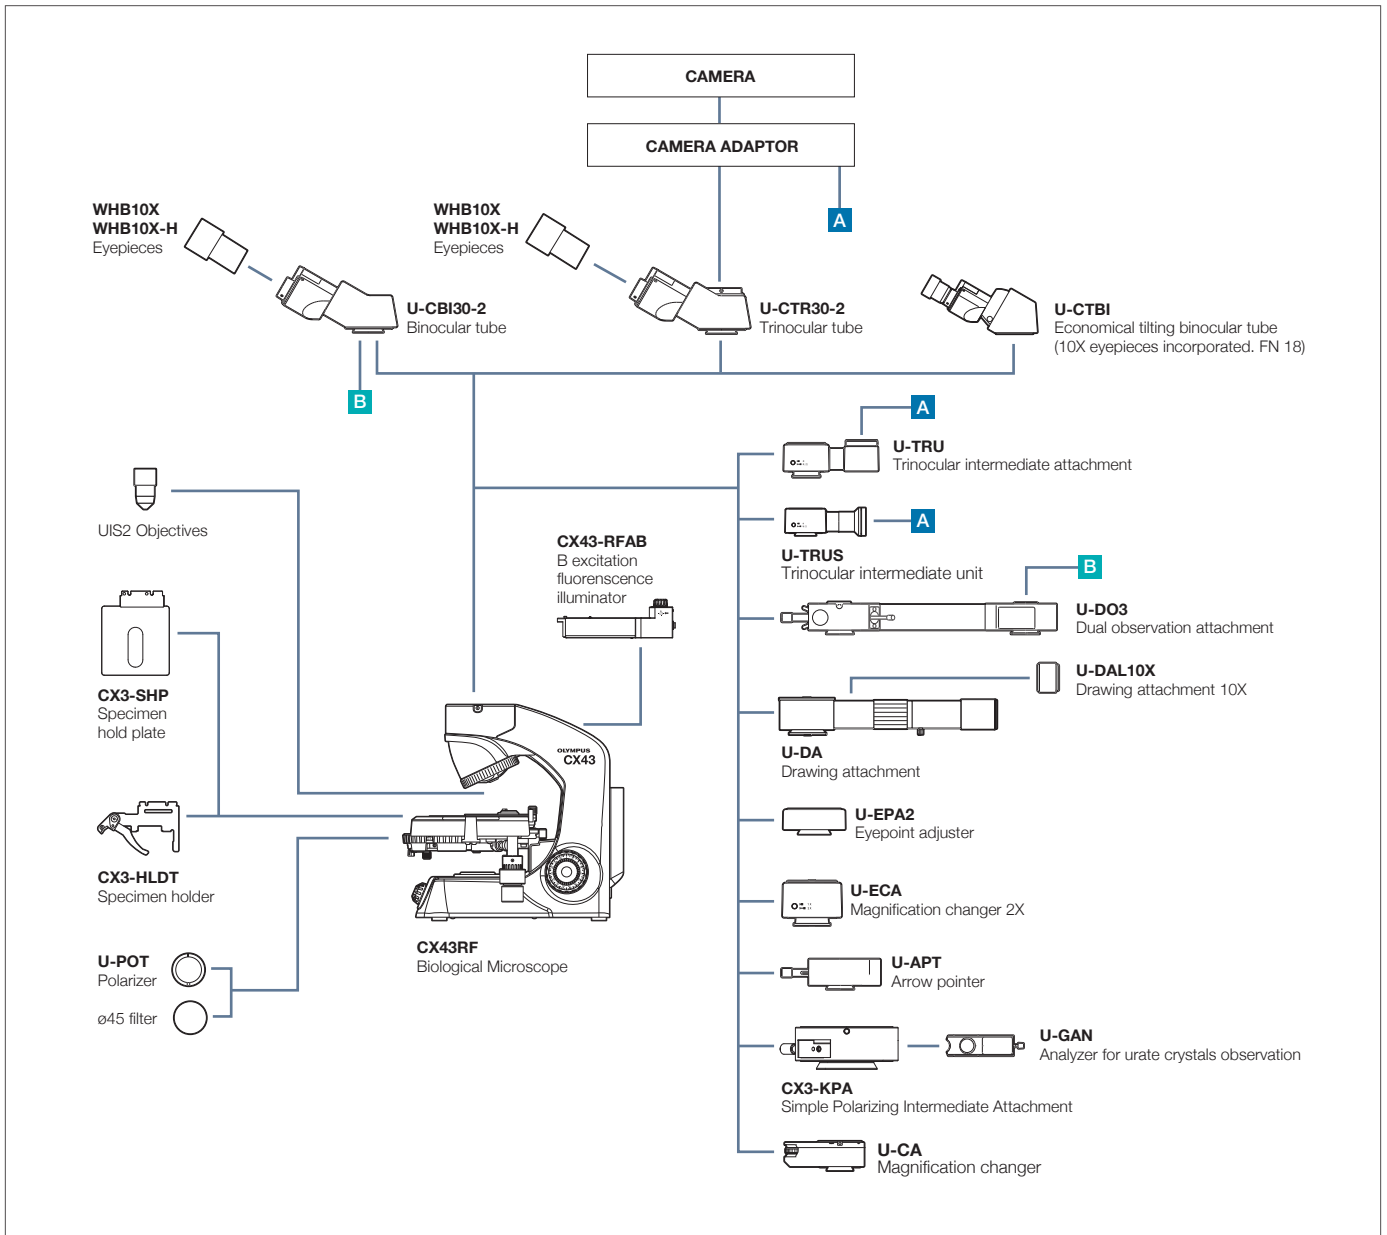 CAMERA
CAMERA ADAPTOR
A
WHB10X
WHB10X-H
Eyepieces
WHB10X
WHB10X-H
Eyepieces
U-CBI30-2
Binocular tube
U-CTR30-2
Trinocular tube
U-CTBI
Economical tilting binocular tube
(10X eyepieces incorporated. FN 18)
B
A
U-TRU
Trinocular intermediate attachment
UIS2 Objectives
A
U-TRUS
Trinocular intermediate unit
CX43-RFAB
B excitation
fluorenscence
illuminator
B
U-DO3
Dual observation attachment
U-DAL10X
Drawing attachment 10X
CX3-SHP
Specimen
hold plate
U-DA
Drawing attachment
OLYMPUS
CX43
U-EPA2
Eyepoint adjuster
CX3-HLDT
Specimen holder
U-ECA
Magnification changer 2X
CX43RF
Biological Microscope
U-POT
Polarizer
ø45 filter
U-APT
Arrow pointer
U-GAN
Analyzer for urate crystals observation
CX3-KPA
Simple Polarizing Intermediate Attachment
U-CA
Magnification changer